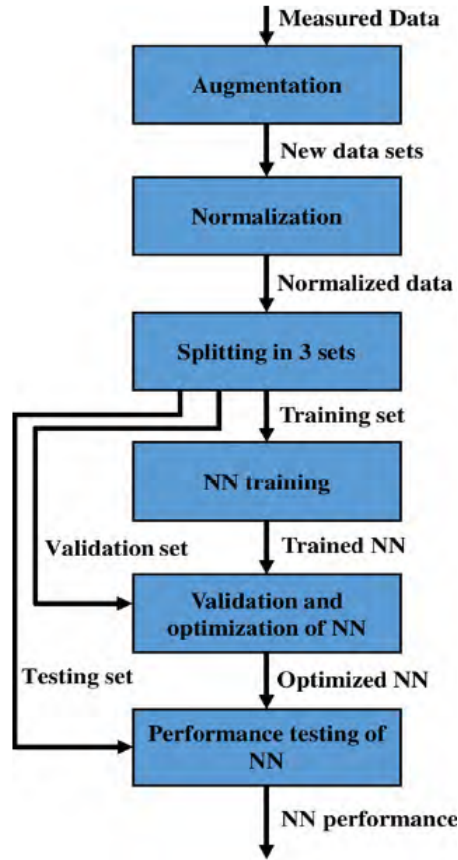 Measured Data
Augmentation
New data sets
Normalization
Normalized data
Splitting in 3 sets
Training set
NN training
Validation set
Trained NN
Validation and
optimization of NN
Testing set
Optimized NN
Performance testing of
NN
NN performance